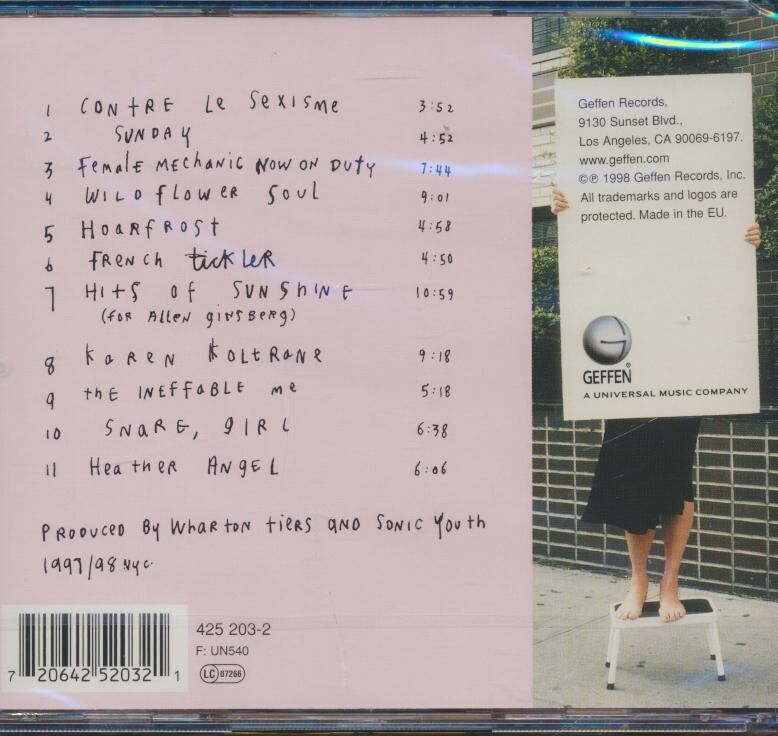 1 CONTRE Le Sexisme 3:52
2 SUNDAY 4:52
3 Female MECHANIC NOW ON DUTY 7:44
4 WILDFLOWER SOUL 9:01
5 HOARFROST 4:58
6 FRENCH tickLER 4:50
7 HITS OF SUNSHINE 10:59
(FOR ALLEN GINSBERG)
8 KAREN KOLTRANE 9:18
9 THE INEFFABLE me 5:18
10 SNARE, GIRL 6:38
11 HeatHER ANGEL 6:06
PRODUCED By WHARTON TIERS AND SONIC YOUTH
1997/98 NYC.
7 20642 52032 1
425 203-2
F: UN540
LC 07266
Geffen Records,
9130 Sunset Blvd.,
Los Angeles, CA 90069-6197.
www.geffen.com
©℗ 1998 Geffen Records, Inc.
All trademarks and logos are
protected. Made in the EU.
GEFFEN®
A UNIVERSAL MUSIC COMPANY